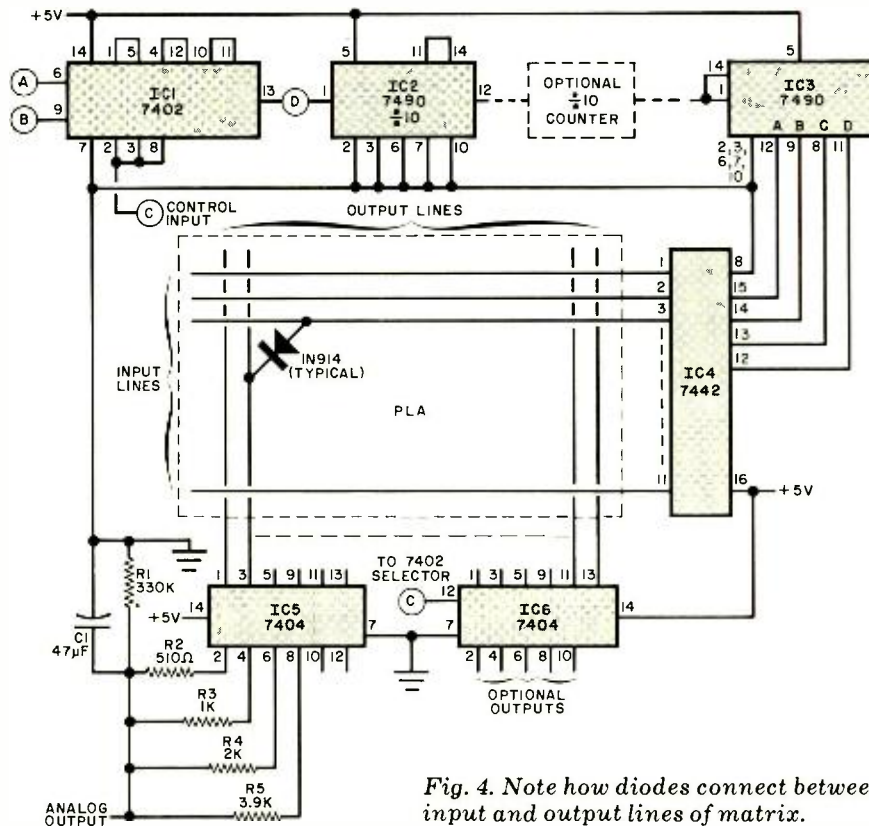 +5V
14 1 5 4 12 10 11
5 11 14
5
A 6
B 9
IC1
7402
13
D
1
IC2
7490
÷10
12
OPTIONAL
÷10
COUNTER
14
1
IC3
7490
A B C D
7 2 3 8
2 3 6 7 10
2, 3,
6, 7,
10
12 9 8 11
C CONTROL
INPUT
OUTPUT LINES
INPUT
LINES
1
2
3
11
IN914
(TYPICAL)
PLA
IC4
7442
8
15
14
13
12
16
+5V
R1
330K
C1
47µF
R2
510Ω
R3
1K
R4
2K
R5
3.9K
ANALOG
OUTPUT
1 3 5 9 11 13
+5V 14
IC5
7404
7
2 4 6 8 10 12
TO 7402
SELECTOR
C 12
7
1 3 5 9 11 13
IC6
7404
14
2 4 6 8 10
OPTIONAL
OUTPUTS
Fig. 4. Note how diodes connect between
input and output lines of matrix.